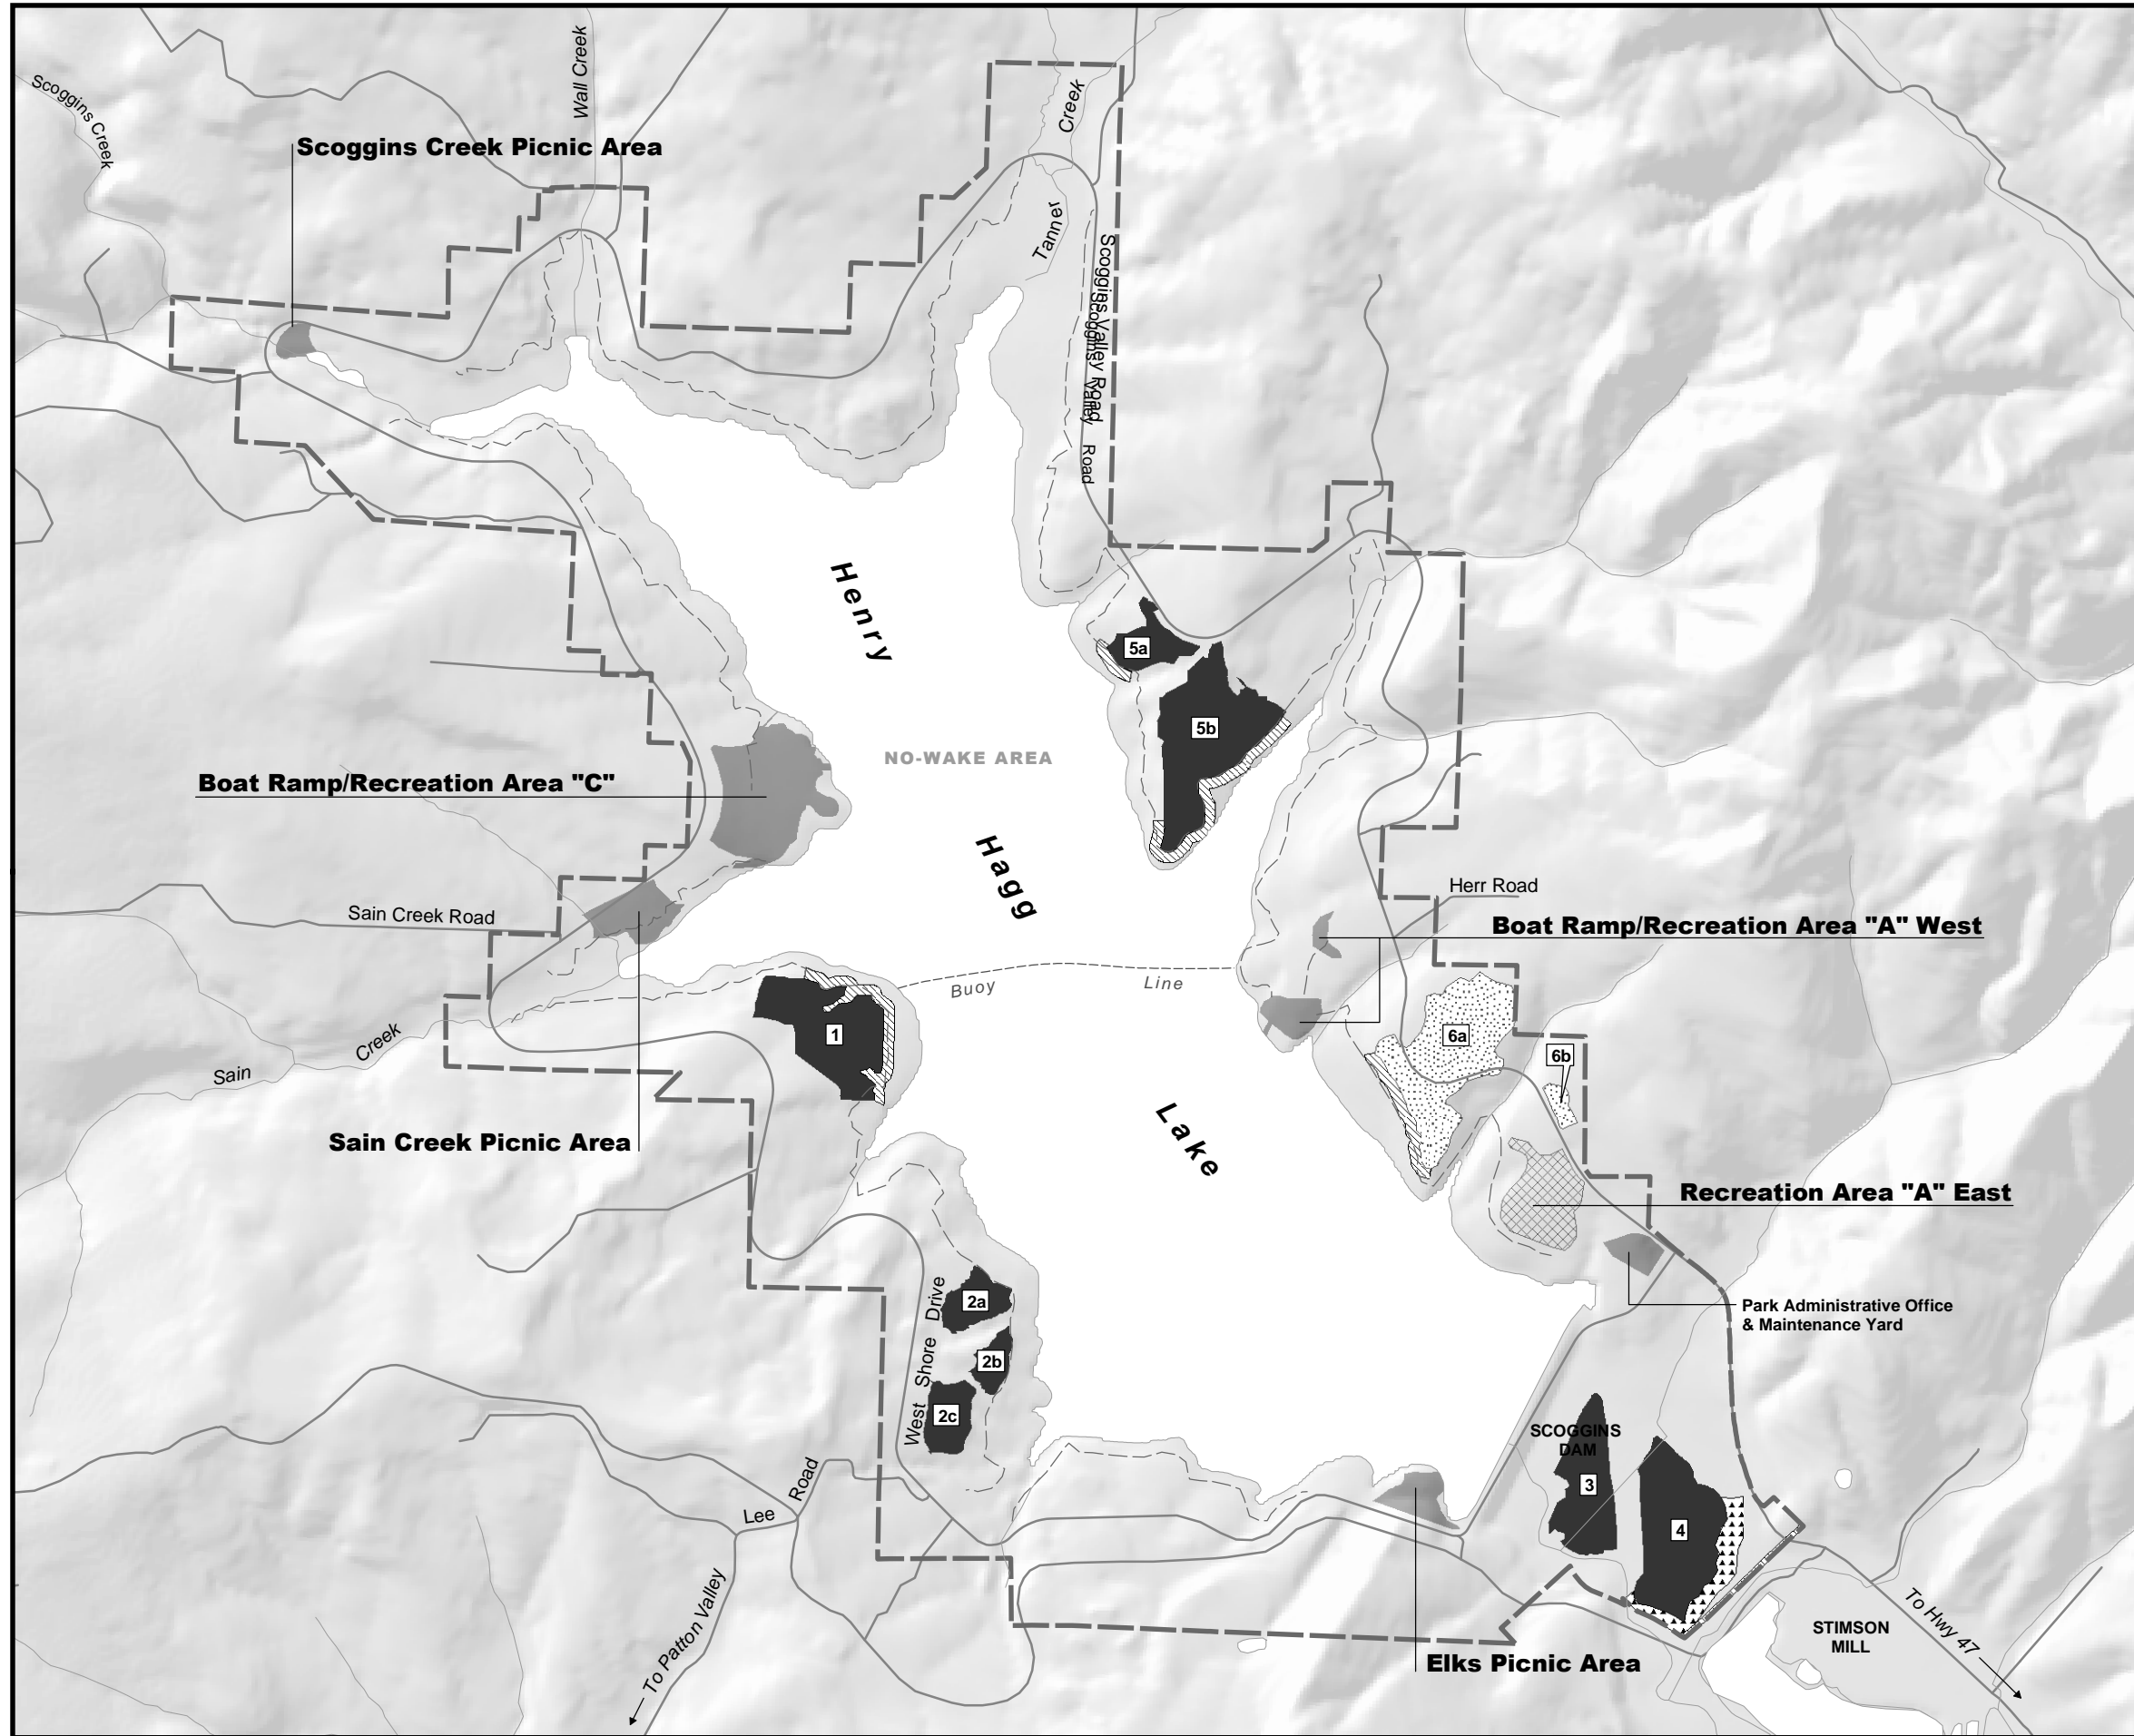 Scoggins Creek
Wall Creek
Scoggins Creek Picnic Area
Tanner Creek
Scoggins Valley Road
Scoggins Valley Road
Henry
Hagg
Lake
5a
5b
NO-WAKE AREA
Boat Ramp/Recreation Area "C"
Sain Creek Road
Herr Road
Boat Ramp/Recreation Area "A" West
Buoy Line
1
6a
6b
Sain Creek
Sain Creek Picnic Area
Recreation Area "A" East
West Shore Drive
2a
2b
2c
Park Administrative Office
& Maintenance Yard
SCOGGINS
DAM
3
4
Lee Road
To Patton Valley
To Hwy 47
STIMSON
MILL
Elks Picnic Area